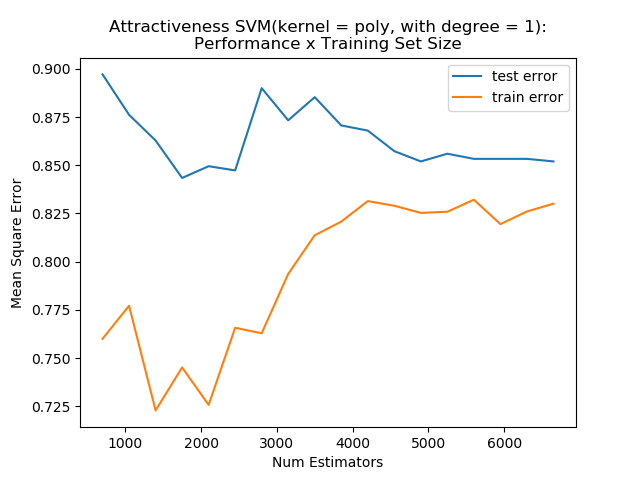 Attractiveness SVM(kernel = poly, with degree = 1):
Performance x Training Set Size
test error
train error
0.900
0.875
0.850
0.825
0.800
0.775
0.750
0.725
Mean Square Error
1000 2000 3000 4000 5000 6000
Num Estimators